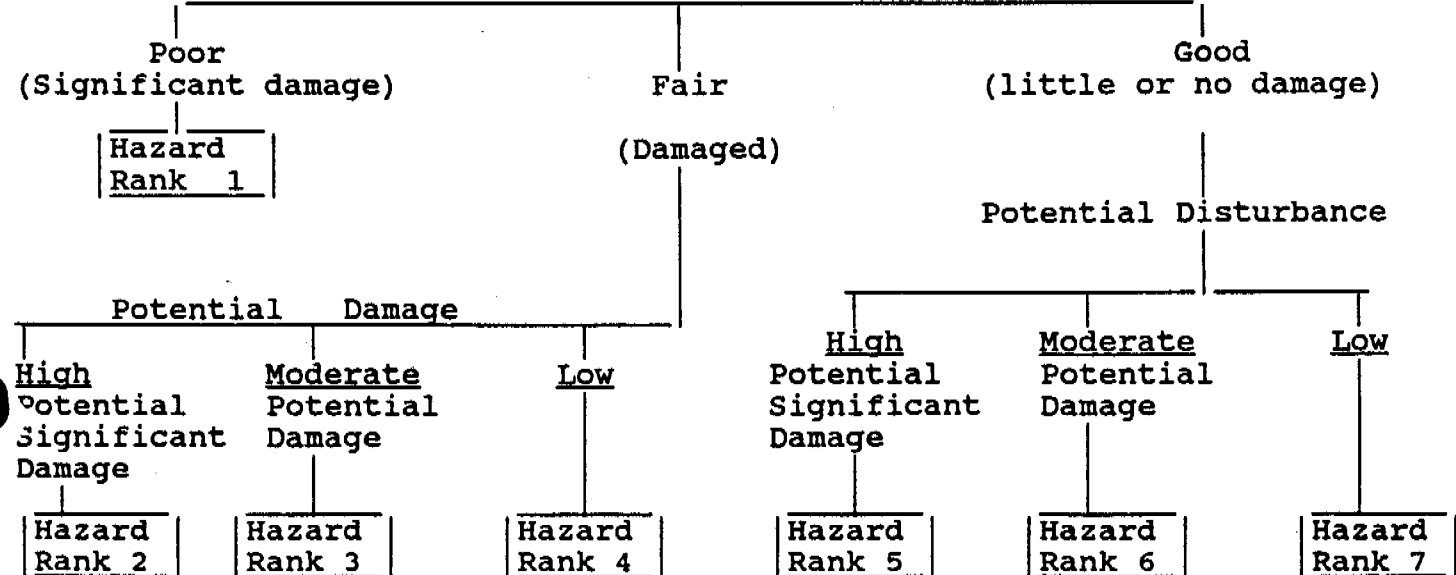 Poor
(Significant damage)
Hazard
Rank 1
Fair
(Damaged)
Good
(little or no damage)
Potential Disturbance
Potential Damage
High
Potential
Significant
Damage
Hazard
Rank 2
Moderate
Potential
Damage
Hazard
Rank 3
Low
Hazard
Rank 4
High
Potential
Significant
Damage
Hazard
Rank 5
Moderate
Potential
Damage
Hazard
Rank 6
Low
Hazard
Rank 7